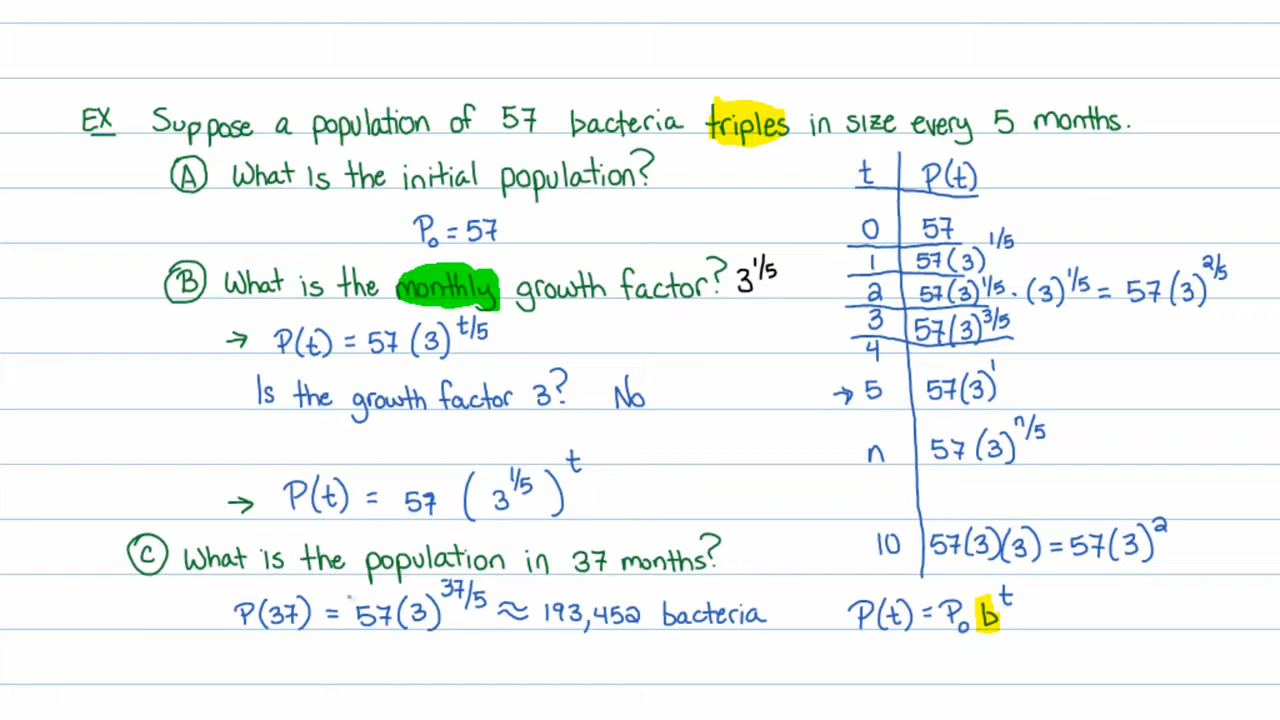 EX Suppose a population of 57 bacteria triples in size every 5 months.
Ⓐ What is the initial population?
P₀ = 57
Ⓑ What is the monthly growth factor? 3^(1/5)
→ P(t) = 57 (3)^(t/5)
Is the growth factor 3? No
→ P(t) = 57 (3^(1/5))^t
Ⓒ What is the population in 37 months?
P(37) = 57(3)^(37/5) ≈ 193,452 bacteria
t P(t)
0 57
1 57(3)^(1/5)
2 57(3)^(1/5) · (3)^(1/5) = 57(3)^(2/5)
3 57(3)^(3/5)
4
→ 5 57(3)^1
n 57(3)^(n/5)
10 57(3)(3) = 57(3)^2
P(t) = P₀ b^t